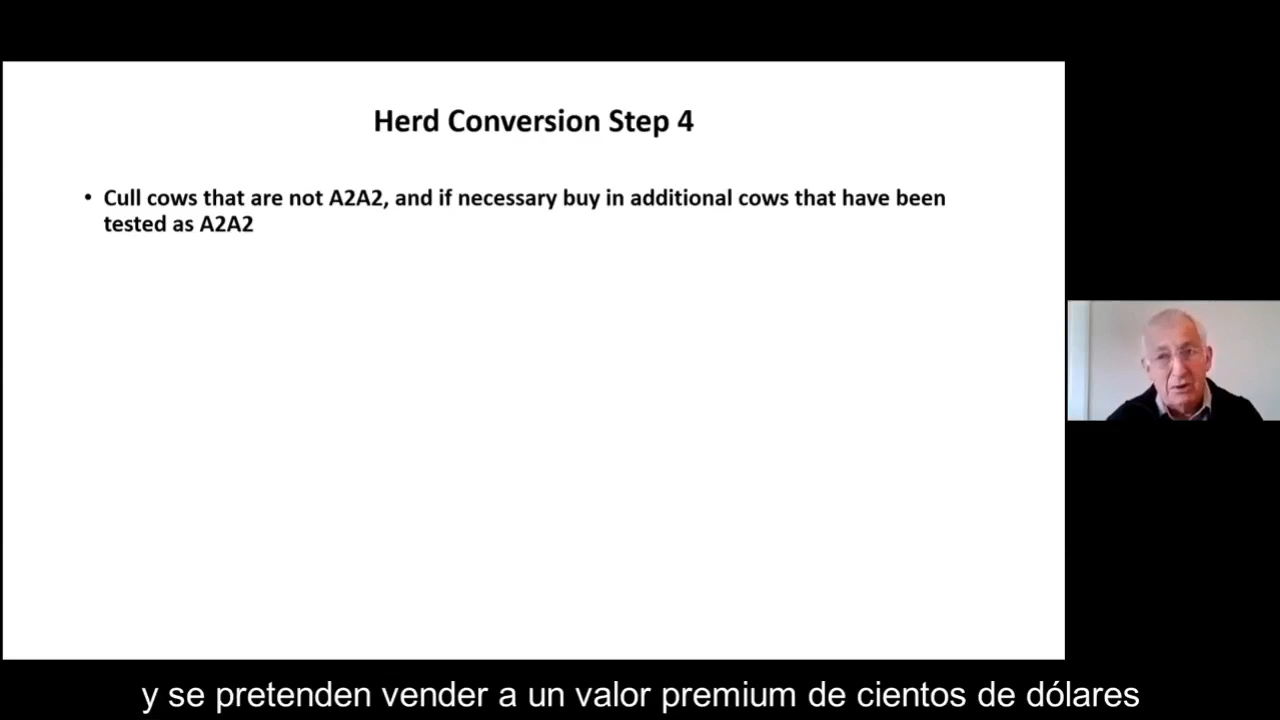 Herd Conversion Step 4
• Cull cows that are not A2A2, and if necessary buy in additional cows that have been
tested as A2A2
y se pretenden vender a un valor premium de cientos de dólares